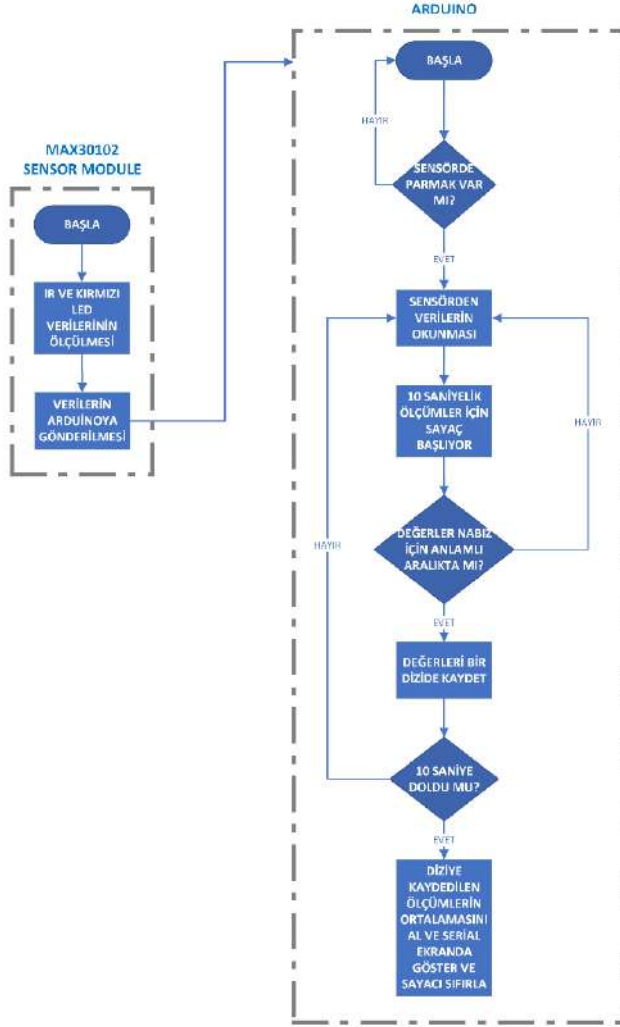 MAX30102
SENSOR MODULE
BAŞLA
IR VE KIRMIZI
LED
VERİLERİNİN
ÖLÇÜLMESİ
VERİLERİN
ARDUİNOYA
GÖNDERİLMESİ
ARDUINO
BAŞLA
HAYIR
SENSÖRDE
PARMAK VAR
MI?
EVET
SENSÖRDEN
VERİLERİN
OKUNMASI
10 SANİYELİK
ÖLÇÜMLER İÇİN
SAYAÇ
BAŞLIYOR
HAYIR
DEĞERLER NABIZ
İÇİN ANLAMLI
ARALIKTA MI?
HAYIR
EVET
DEĞERLERİ BİR
DİZİDE KAYDET
10 SANİYE
DOLDU MU?
EVET
DİZİYE
KAYDEDİLEN
ÖLÇÜMLERİN
ORTALAMASINI
AL VE SERIAL
EKRANDA
GÖSTER VE
SAYACI SIFIRLA